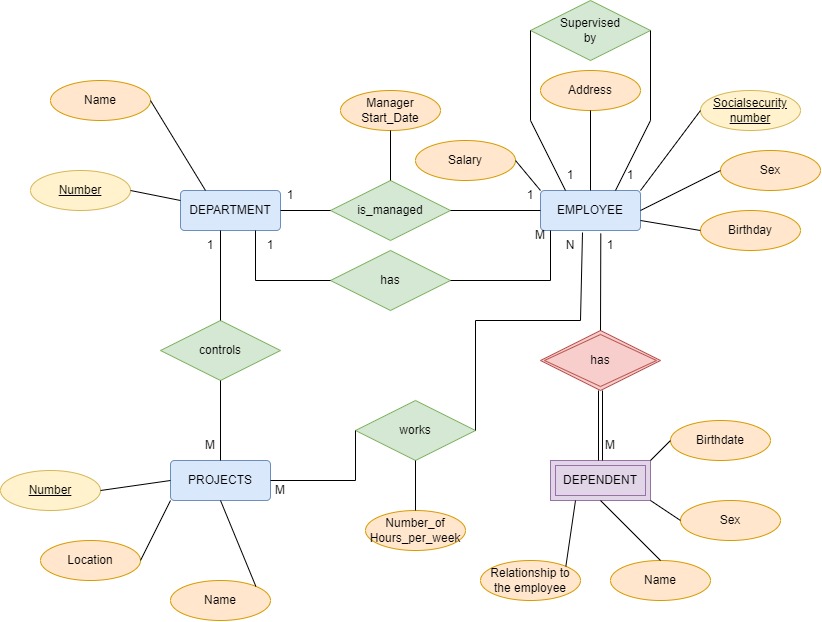 Supervised
by
Name
Manager
Start_Date
Address
Socialsecurity
number
Salary
Sex
Number
1
1
1
1
DEPARTMENT
is_managed
EMPLOYEE
Birthday
1
1
M
N
1
has
controls
has
works
Birthdate
M
M
PROJECTS
M
DEPENDENT
Number
Sex
Number_of
Hours_per_week
Location
Relationship to
the employee
Name
Name